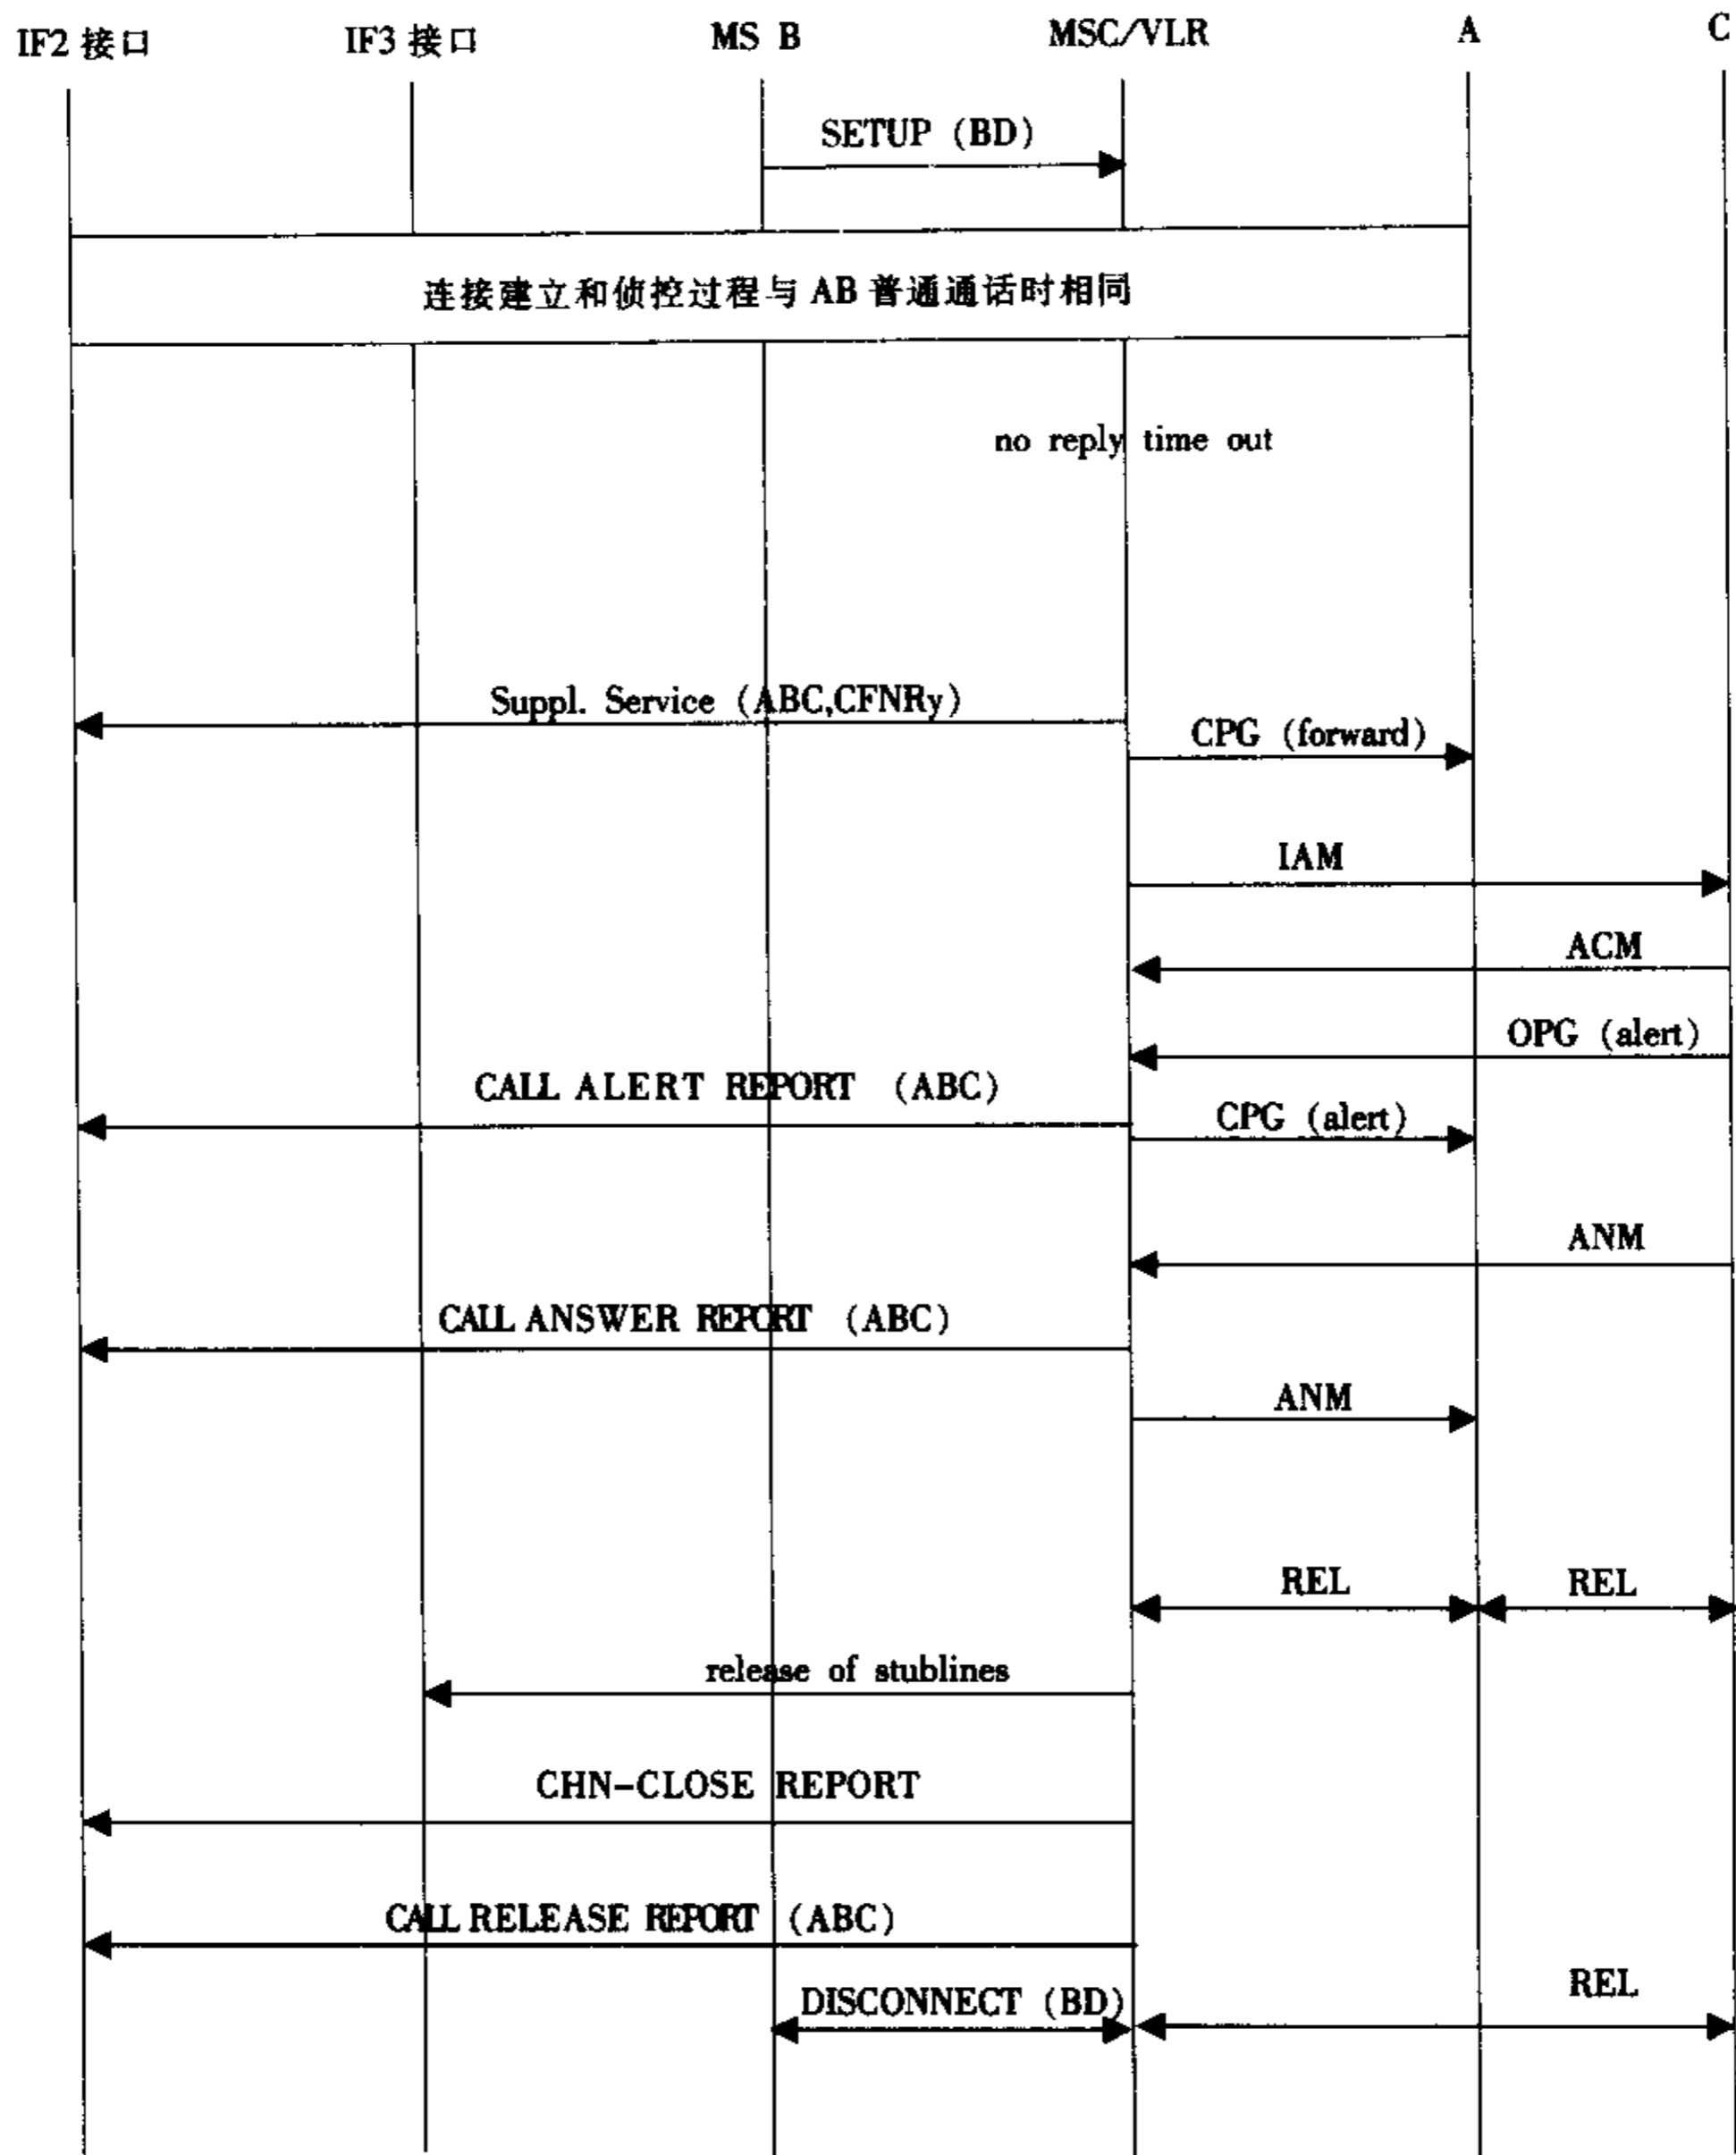 IF2 接口 IF3 接口 MS B MSC/VLR A C
SETUP (BD)
连接建立和侦控过程与 AB 普通通话时相同
no reply time out
Suppl. Service (ABC,CFNRy)
CPG (forward)
IAM
ACM
OPG (alert)
CALL ALERT REPORT (ABC)
CPG (alert)
ANM
CALL ANSWER REPORT (ABC)
ANM
REL REL
release of stublines
CHN-CLOSE REPORT
CALL RELEASE REPORT (ABC)
REL
DISCONNECT (BD)